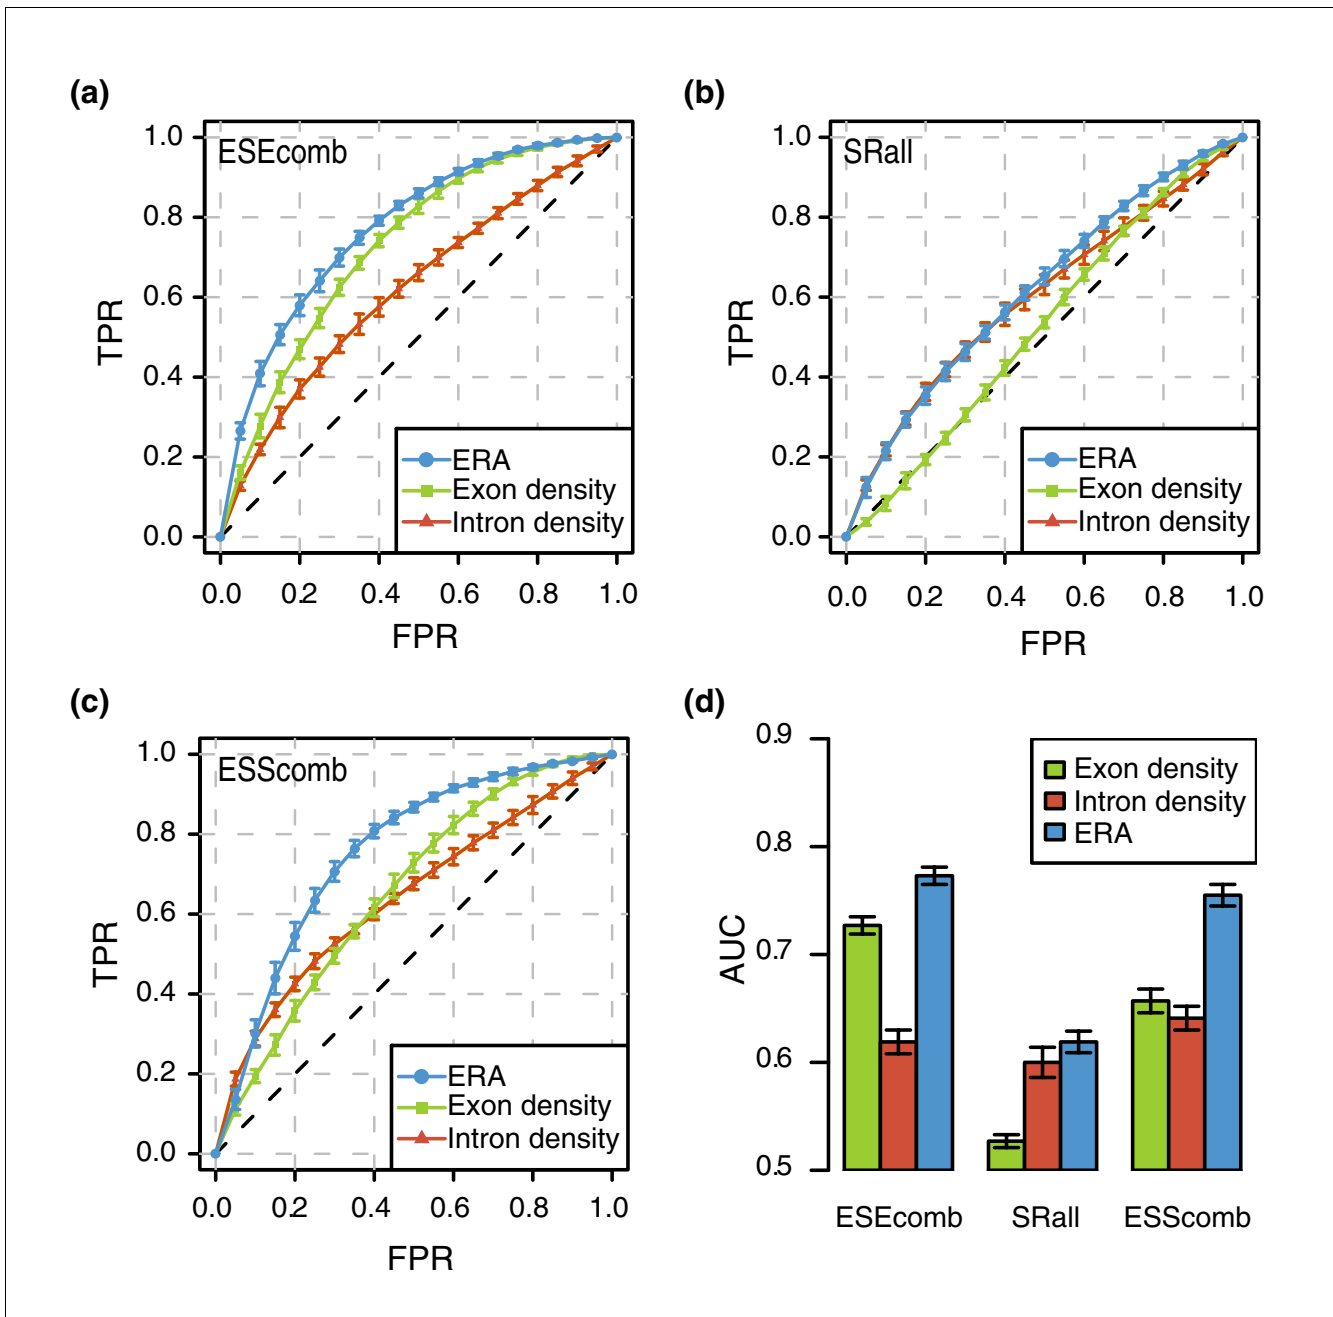 (a)
ESEcomb
1.0
0.8
0.6
0.4
0.2
0.0
TPR
ERA
Exon density
Intron density
0.0 0.2 0.4 0.6 0.8 1.0
FPR
(b)
SRall
1.0
0.8
0.6
0.4
0.2
0.0
TPR
ERA
Exon density
Intron density
0.0 0.2 0.4 0.6 0.8 1.0
FPR
(c)
ESScomb
1.0
0.8
0.6
0.4
0.2
0.0
TPR
ERA
Exon density
Intron density
0.0 0.2 0.4 0.6 0.8 1.0
FPR
(d)
0.9
0.8
0.7
0.6
0.5
AUC
Exon density
Intron density
ERA
ESEcomb SRall ESScomb